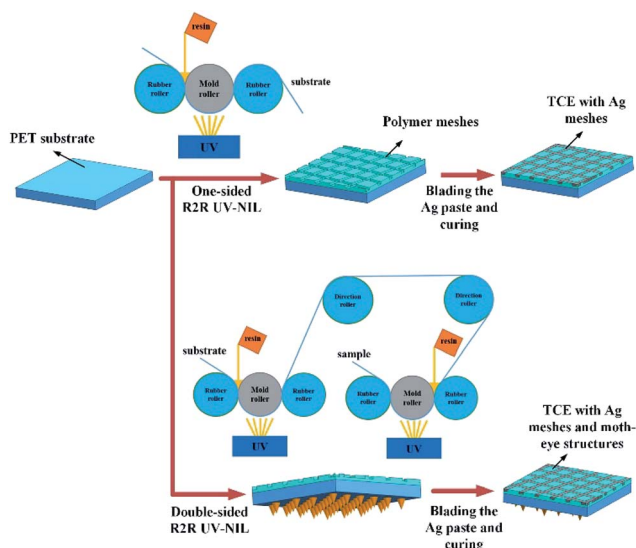 resin
Rubber
roller
Mold
roller
Rubber
roller
substrate
UV
PET substrate
Polymer meshes
TCE with Ag
meshes
One-sided
R2R UV-NIL
Blading the
Ag paste and
curing
Direction
roller
Direction
roller
substrate
resin
sample
resin
Rubber
roller
Mold
roller
Rubber
roller
Rubber
roller
Mold
roller
Rubber
roller
UV
UV
TCE with Ag
meshes and moth-
eye structures
Double-sided
R2R UV-NIL
Blading the
Ag paste and
curing